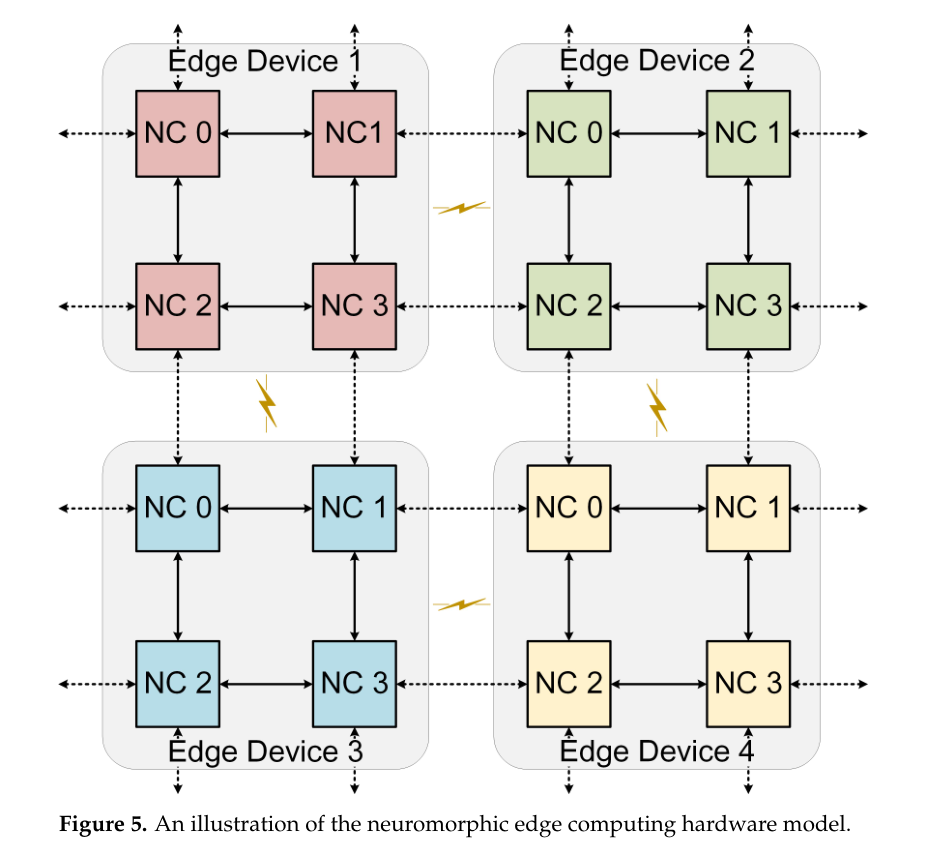 Edge Device 1
Edge Device 2
NC 0
NC1
NC 0
NC 1
NC 2
NC 3
NC 2
NC 3
NC 0
NC 1
NC 0
NC 1
NC 2
NC 3
NC 2
NC 3
Edge Device 3
Edge Device 4
Figure 5. An illustration of the neuromorphic edge computing hardware model.